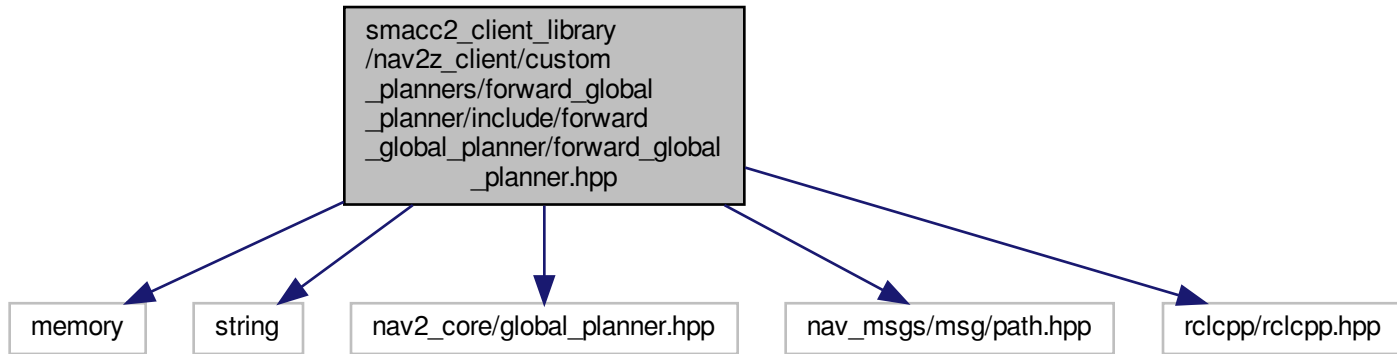 smacc2_client_library
/nav2z_client/custom
_planners/forward_global
_planner/include/forward
_global_planner/forward_global
_planner.hpp
memory
string
nav2_core/global_planner.hpp
nav_msgs/msg/path.hpp
rclcpp/rclcpp.hpp